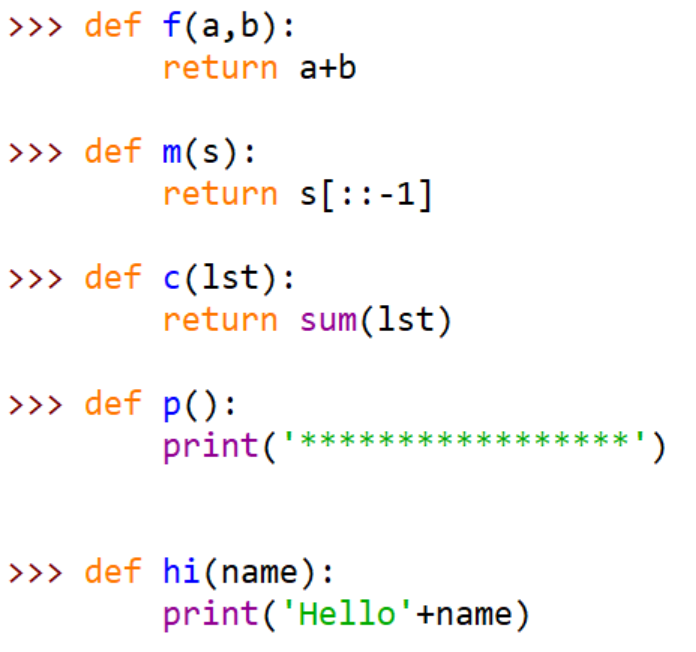 >>> def f(a,b):
        return a+b
>>> def m(s):
        return s[::-1]
>>> def c(lst):
        return sum(lst)
>>> def p():
        print('*****************')
>>> def hi(name):
        print('Hello'+name)